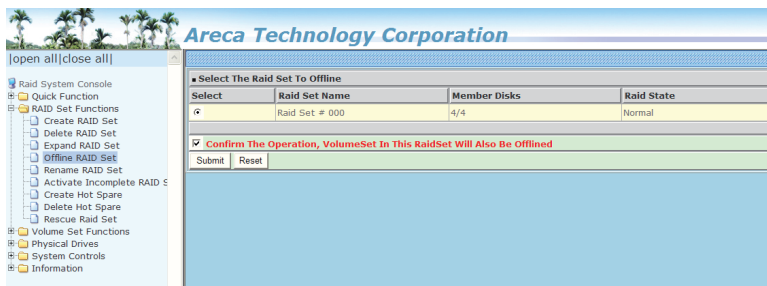 Areca Technology Corporation
|open all|close all|
Raid System Console
Quick Function
RAID Set Functions
Create RAID Set
Delete RAID Set
Expand RAID Set
Offline RAID Set
Rename RAID Set
Activate Incomplete RAID S
Create Hot Spare
Delete Hot Spare
Rescue Raid Set
Volume Set Functions
Physical Drives
System Controls
Information
Select The Raid Set To Offline
Select Raid Set Name Member Disks Raid State
Raid Set # 000 4/4 Normal
Confirm The Operation, VolumeSet In This RaidSet Will Also Be Offlined
Submit Reset